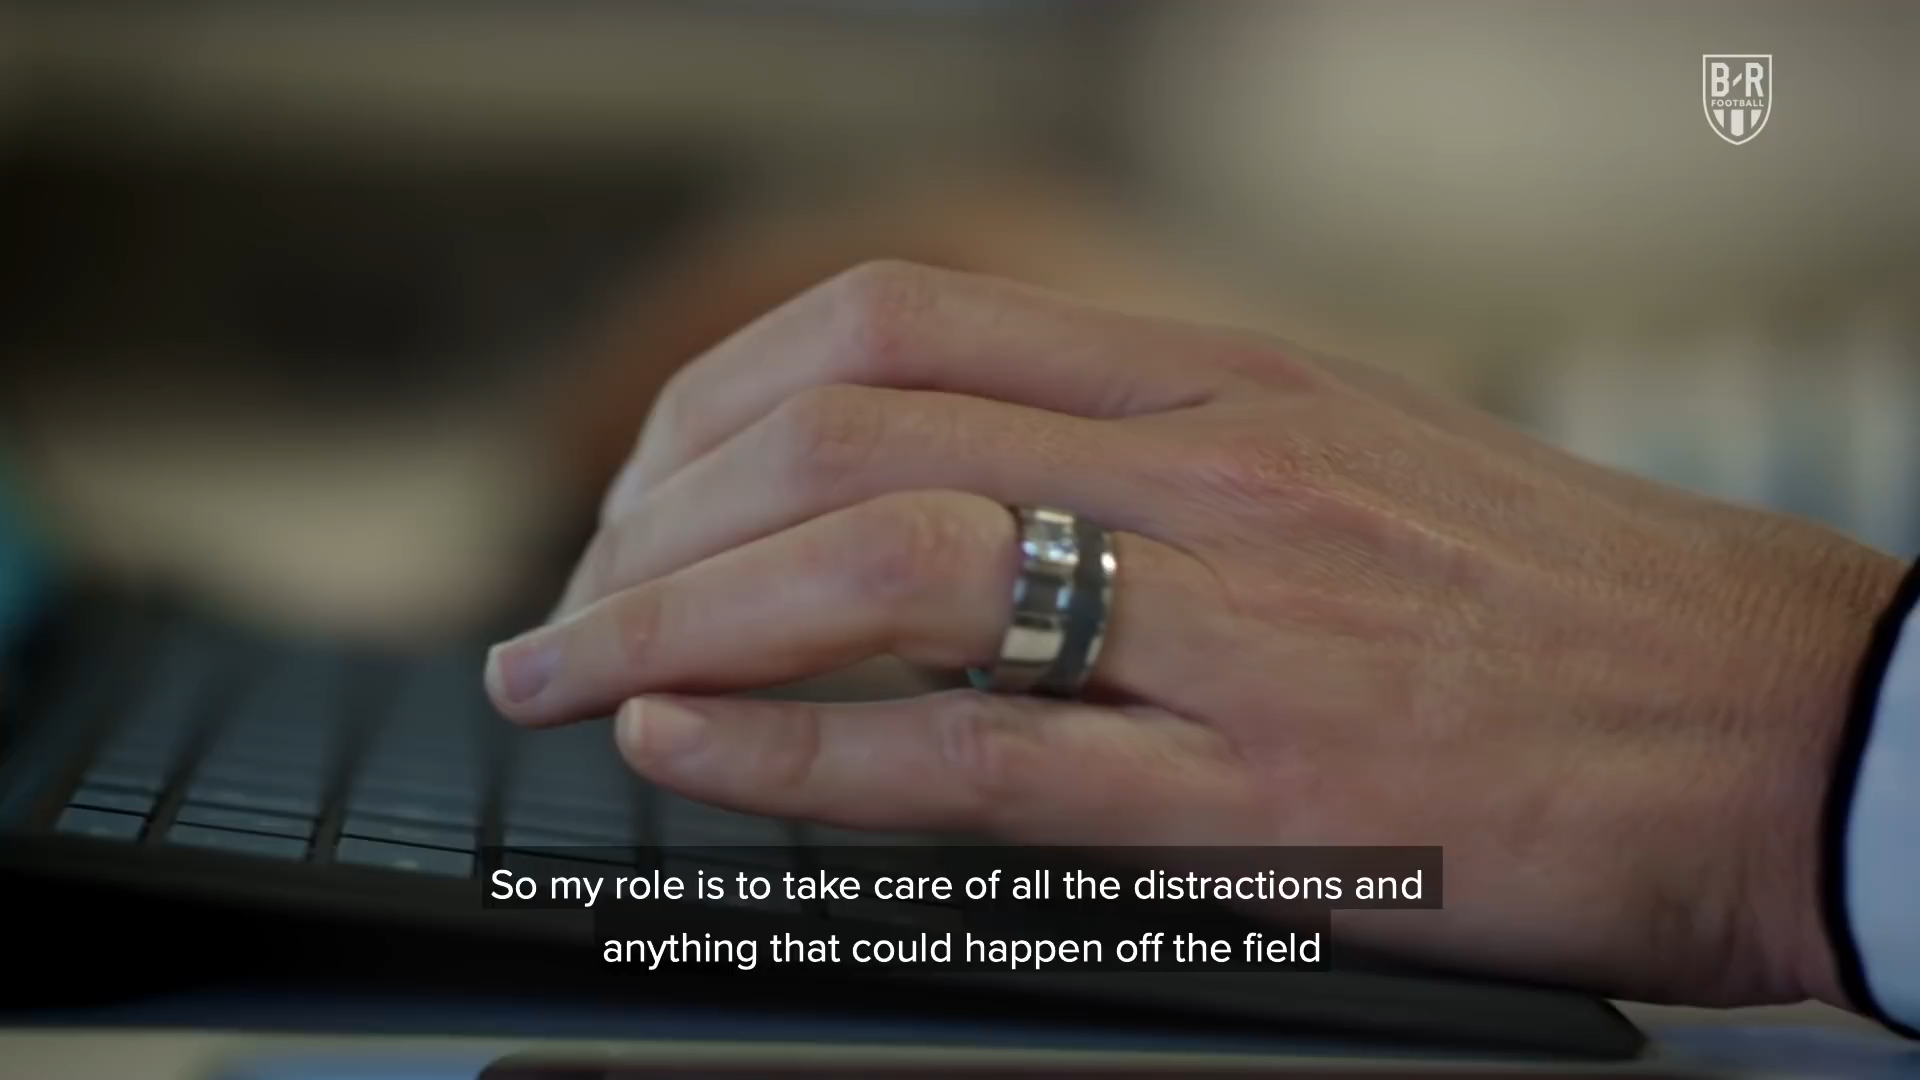 B/R
FOOTBALL
So my role is to take care of all the distractions and
anything that could happen off the field